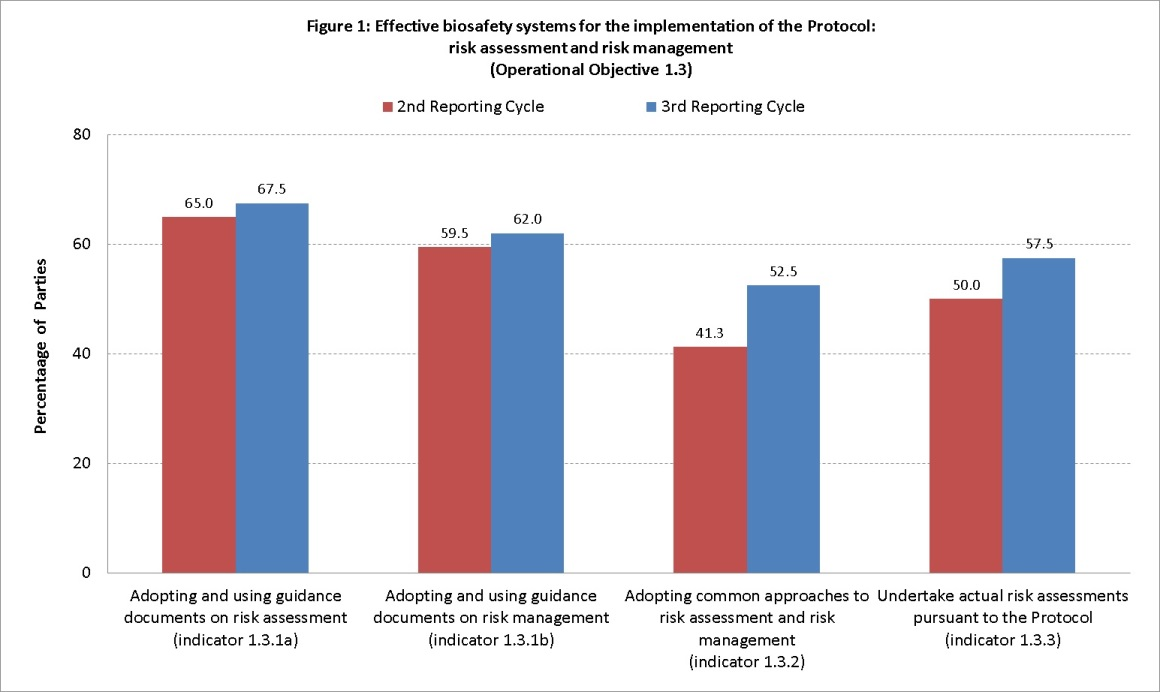 Figure 1: Effective biosafety systems for the implementation of the Protocol:
risk assessment and risk management
(Operational Objective 1.3)
2nd Reporting Cycle
3rd Reporting Cycle
Percentaage of Parties
80
60
40
20
0
65.0
67.5
59.5
62.0
41.3
52.5
50.0
57.5
Adopting and using guidance
documents on risk assessment
(indicator 1.3.1a)
Adopting and using guidance
documents on risk management
(indicator 1.3.1b)
Adopting common approaches to
risk assessment and risk
management
(indicator 1.3.2)
Undertake actual risk assessments
pursuant to the Protocol
(indicator 1.3.3)